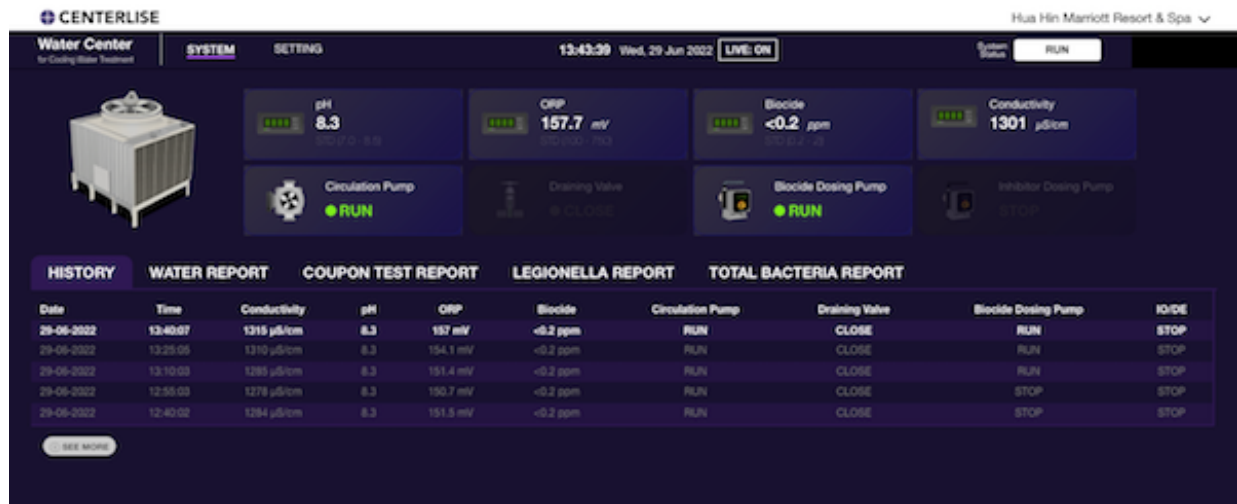 CENTERLISE
Hua Hin Marriott Resort & Spa
Water Center
for Cooling Water Treatment
SYSTEM SETTING
13:43:39 Wed, 29 Jun 2022 LIVE: ON
System Status RUN
pH
8.3
ORP
157.7 mV
Biocide
<0.2 ppm
Conductivity
1301 µS/cm
Circulation Pump
RUN
Draining Valve
CLOSE
Biocide Dosing Pump
RUN
Inhibitor Dosing Pump
STOP
HISTORY WATER REPORT COUPON TEST REPORT LEGIONELLA REPORT TOTAL BACTERIA REPORT
Date Time Conductivity pH ORP Biocide Circulation Pump Draining Valve Biocide Dosing Pump IO/DE
29-06-2022 13:40:07 1315 µS/cm 8.3 157 mV <0.2 ppm RUN CLOSE RUN STOP
29-06-2022 13:25:05 1310 µS/cm 8.3 154.1 mV <0.2 ppm RUN CLOSE RUN STOP
29-06-2022 13:10:03 1285 µS/cm 8.3 151.4 mV <0.2 ppm RUN CLOSE RUN STOP
29-06-2022 12:55:03 1278 µS/cm 8.3 150.7 mV <0.2 ppm RUN CLOSE STOP STOP
29-06-2022 12:40:02 1284 µS/cm 8.3 151.5 mV <0.2 ppm RUN CLOSE STOP STOP
SEE MORE